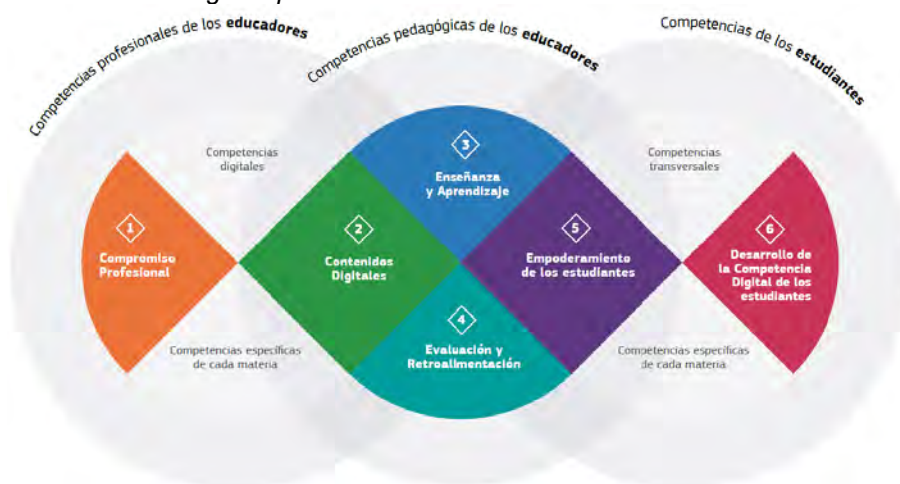 Competencias profesionales de los educadores
Competencias pedagógicas de los educadores
Competencias de los estudiantes
Competencias
digitales
Competencias
transversales
3
Enseñanza
y Aprendizaje
1
Compromiso
Profesional
2
Contenidos
Digitales
5
Empoderamiento
de los estudiantes
6
Desarrollo de
la Competencia
Digital de los
estudiantes
4
Evaluación y
Retroalimentación
Competencias específicas
de cada materia
Competencias específicas
de cada materia